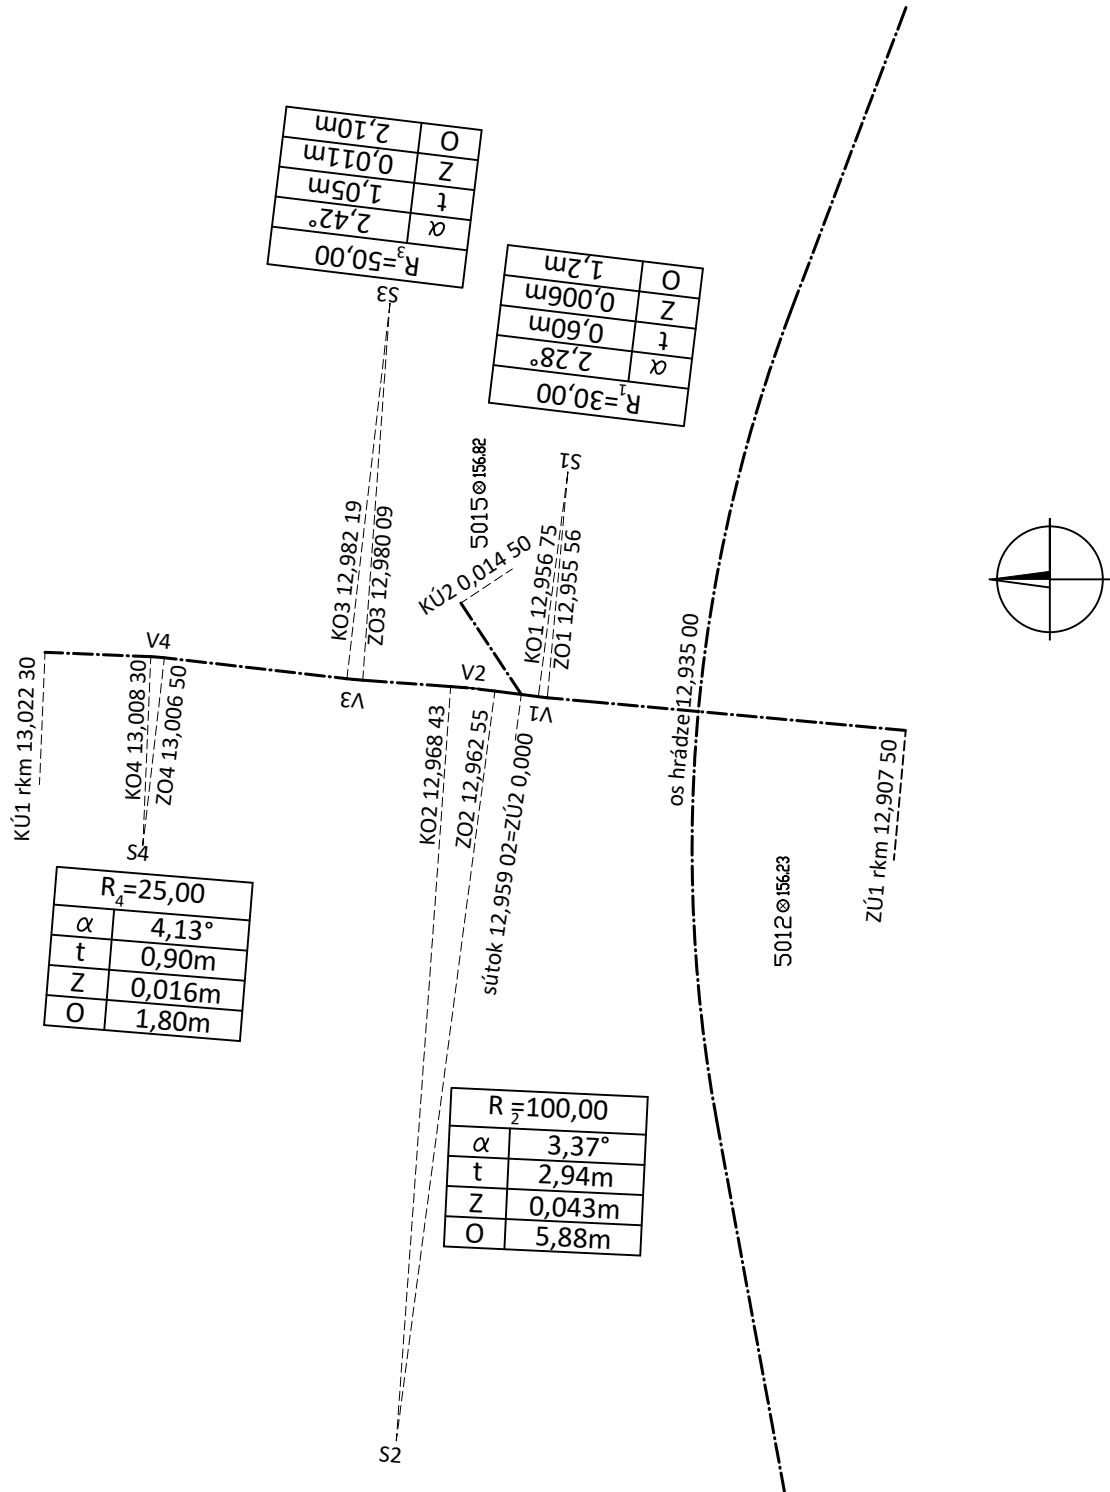 R3=50,00
α 2,42°
t 1,05m
Z 0,011m
O 2,10m
S3
R1=30,00
α 2,28°
t 0,60m
Z 0,006m
O 1,2m
S1
5015 156.82
KÚ2 0,014 50
KO3 12,982 19
ZO3 12,980 09
KO1 12,956 75
ZO1 12,955 56
V4
V2
V3
V1
KÚ1 rkm 13,022 30
KO4 13,008 30
ZO4 13,006 50
KO2 12,968 43
ZO2 12,962 55
sútok 12,959 02=ZÚ2 0,000
os hrádze 12,935 00
ZÚ1 rkm 12,907 50
5012 156.23
S4
R4=25,00
α 4,13°
t 0,90m
Z 0,016m
O 1,80m
R2=100,00
α 3,37°
t 2,94m
Z 0,043m
O 5,88m
S2